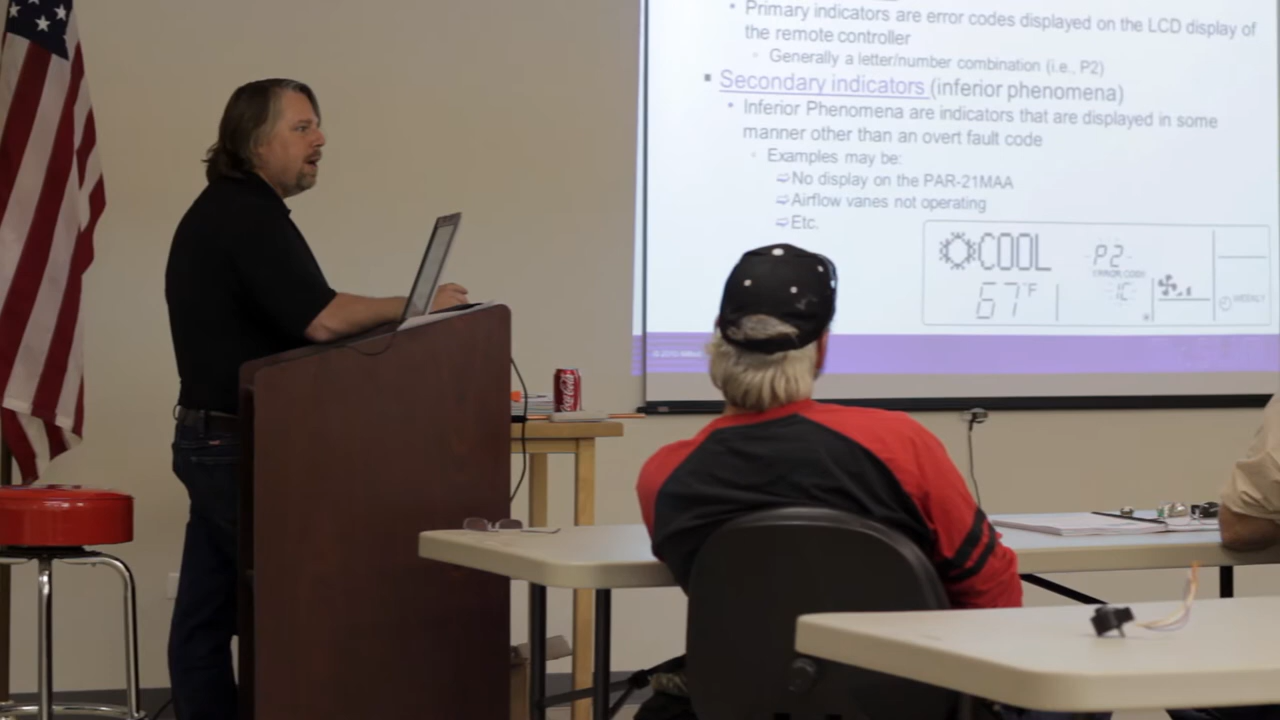 Primary indicators are error codes displayed on the LCD display of
the remote controller
Generally a letter/number combination (i.e., P2)
Secondary indicators (inferior phenomena)
Inferior Phenomena are indicators that are displayed in some
manner other than an overt fault code
Examples may be:
⇨No display on the PAR-21MAA
⇨Airflow vanes not operating
⇨Etc.
COOL
P2
ERROR CODE
67°F
1C
WEEKLY
© 2010
Coca-Cola